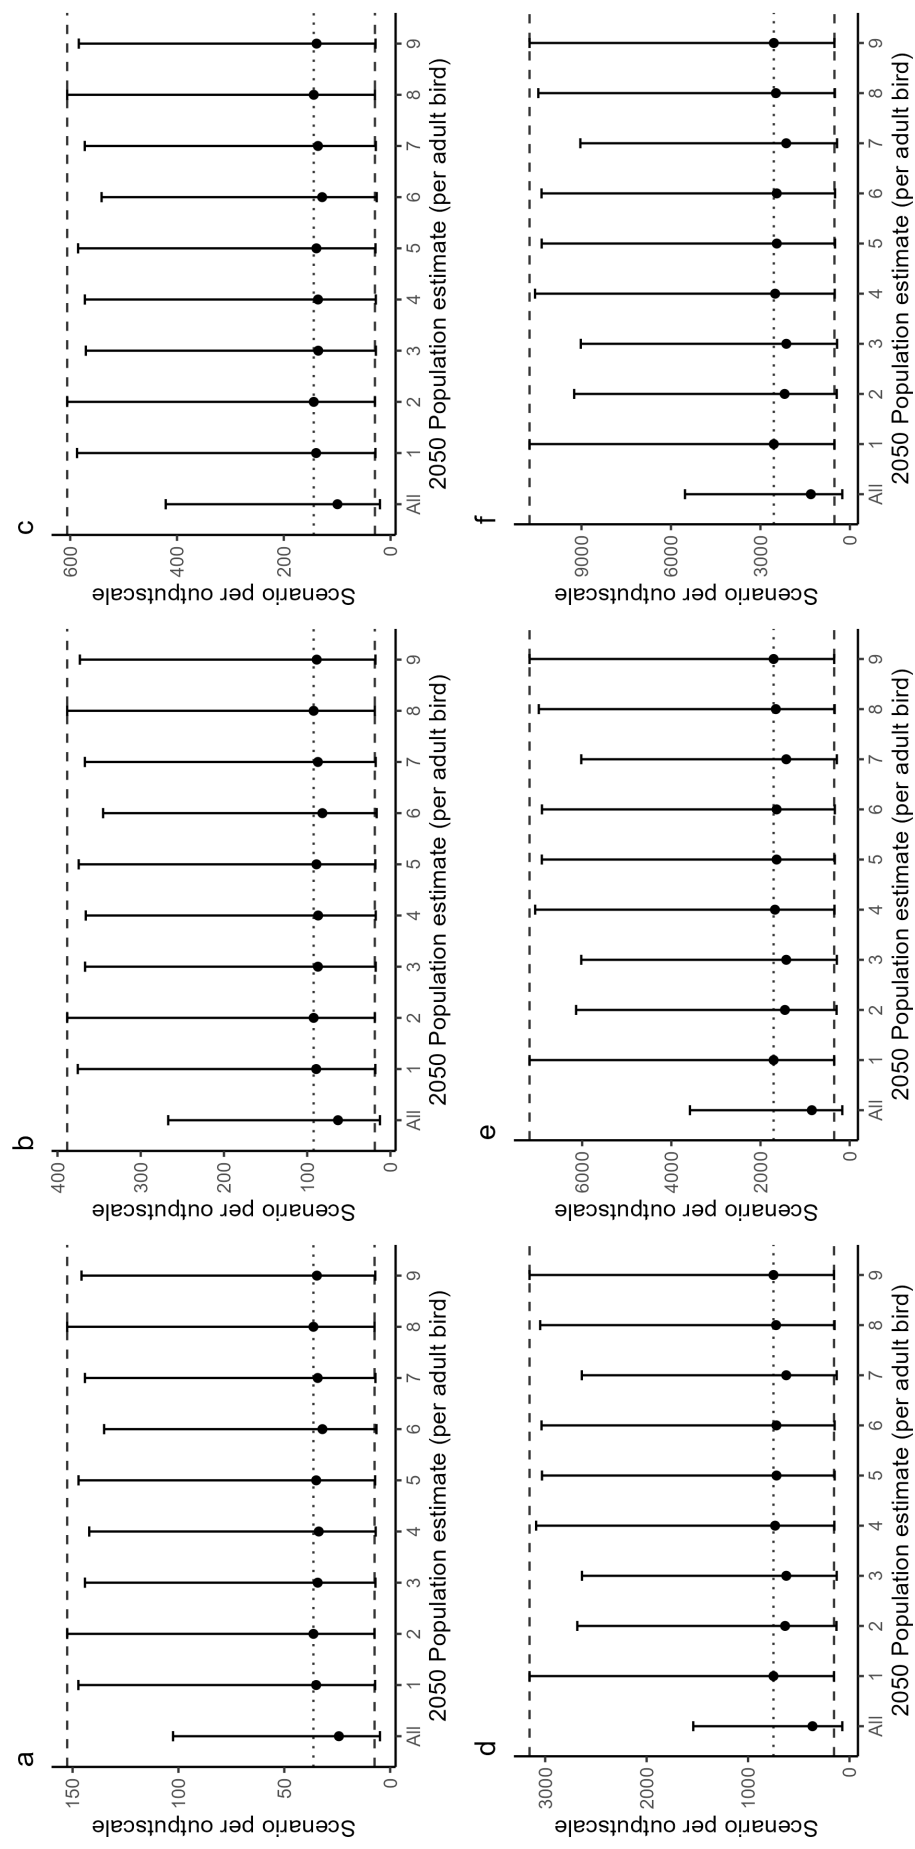 a
Scenario per outputscale
150
100
50
0
All 1 2 3 4 5 6 7 8 9
2050 Population estimate (per adult bird)
b
Scenario per outputscale
400
300
200
100
0
All 1 2 3 4 5 6 7 8 9
2050 Population estimate (per adult bird)
c
Scenario per outputscale
600
400
200
0
All 1 2 3 4 5 6 7 8 9
2050 Population estimate (per adult bird)
d
Scenario per outputscale
3000
2000
1000
0
All 1 2 3 4 5 6 7 8 9
2050 Population estimate (per adult bird)
e
Scenario per outputscale
6000
4000
2000
0
All 1 2 3 4 5 6 7 8 9
2050 Population estimate (per adult bird)
f
Scenario per outputscale
9000
6000
3000
0
All 1 2 3 4 5 6 7 8 9
2050 Population estimate (per adult bird)